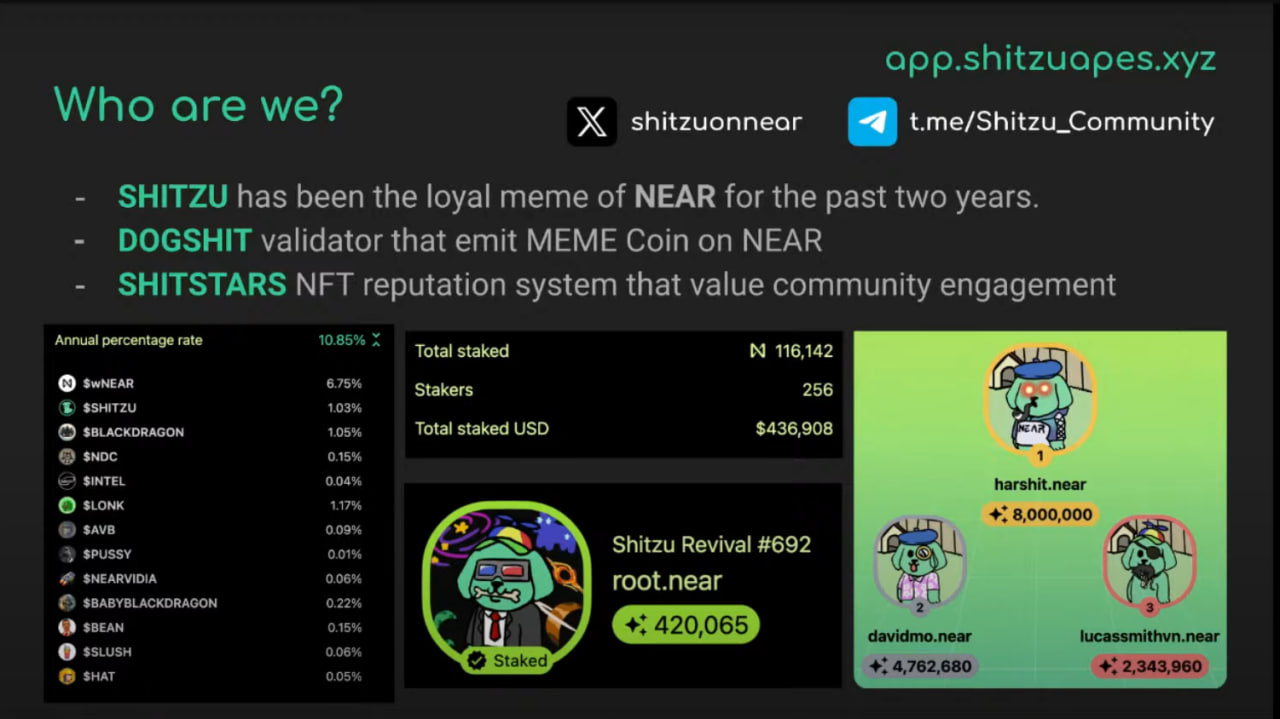 app.shitzuapes.xyz
Who are we?
shitzuonnear
t.me/Shitzu_Community
- SHITZU has been the loyal meme of NEAR for the past two years.
- DOGSHIT validator that emit MEME Coin on NEAR
- SHITSTARS NFT reputation system that value community engagement
Annual percentage rate 10.85%
$wNEAR 6.75%
$SHITZU 1.03%
$BLACKDRAGON 1.05%
$NDC 0.15%
$INTEL 0.04%
$LONK 1.17%
$AVB 0.09%
$PUSSY 0.01%
$NEARVIDIA 0.06%
$BABYBLACKDRAGON 0.22%
$BEAN 0.15%
$SLUSH 0.06%
$HAT 0.05%
Total staked 116,142
Stakers 256
Total staked USD $436,908
Shitzu Revival #692
root.near
420,065
Staked
NEAR
1
harshit.near
8,000,000
2
davidmo.near
4,762,680
3
lucassmithvn.near
2,343,960